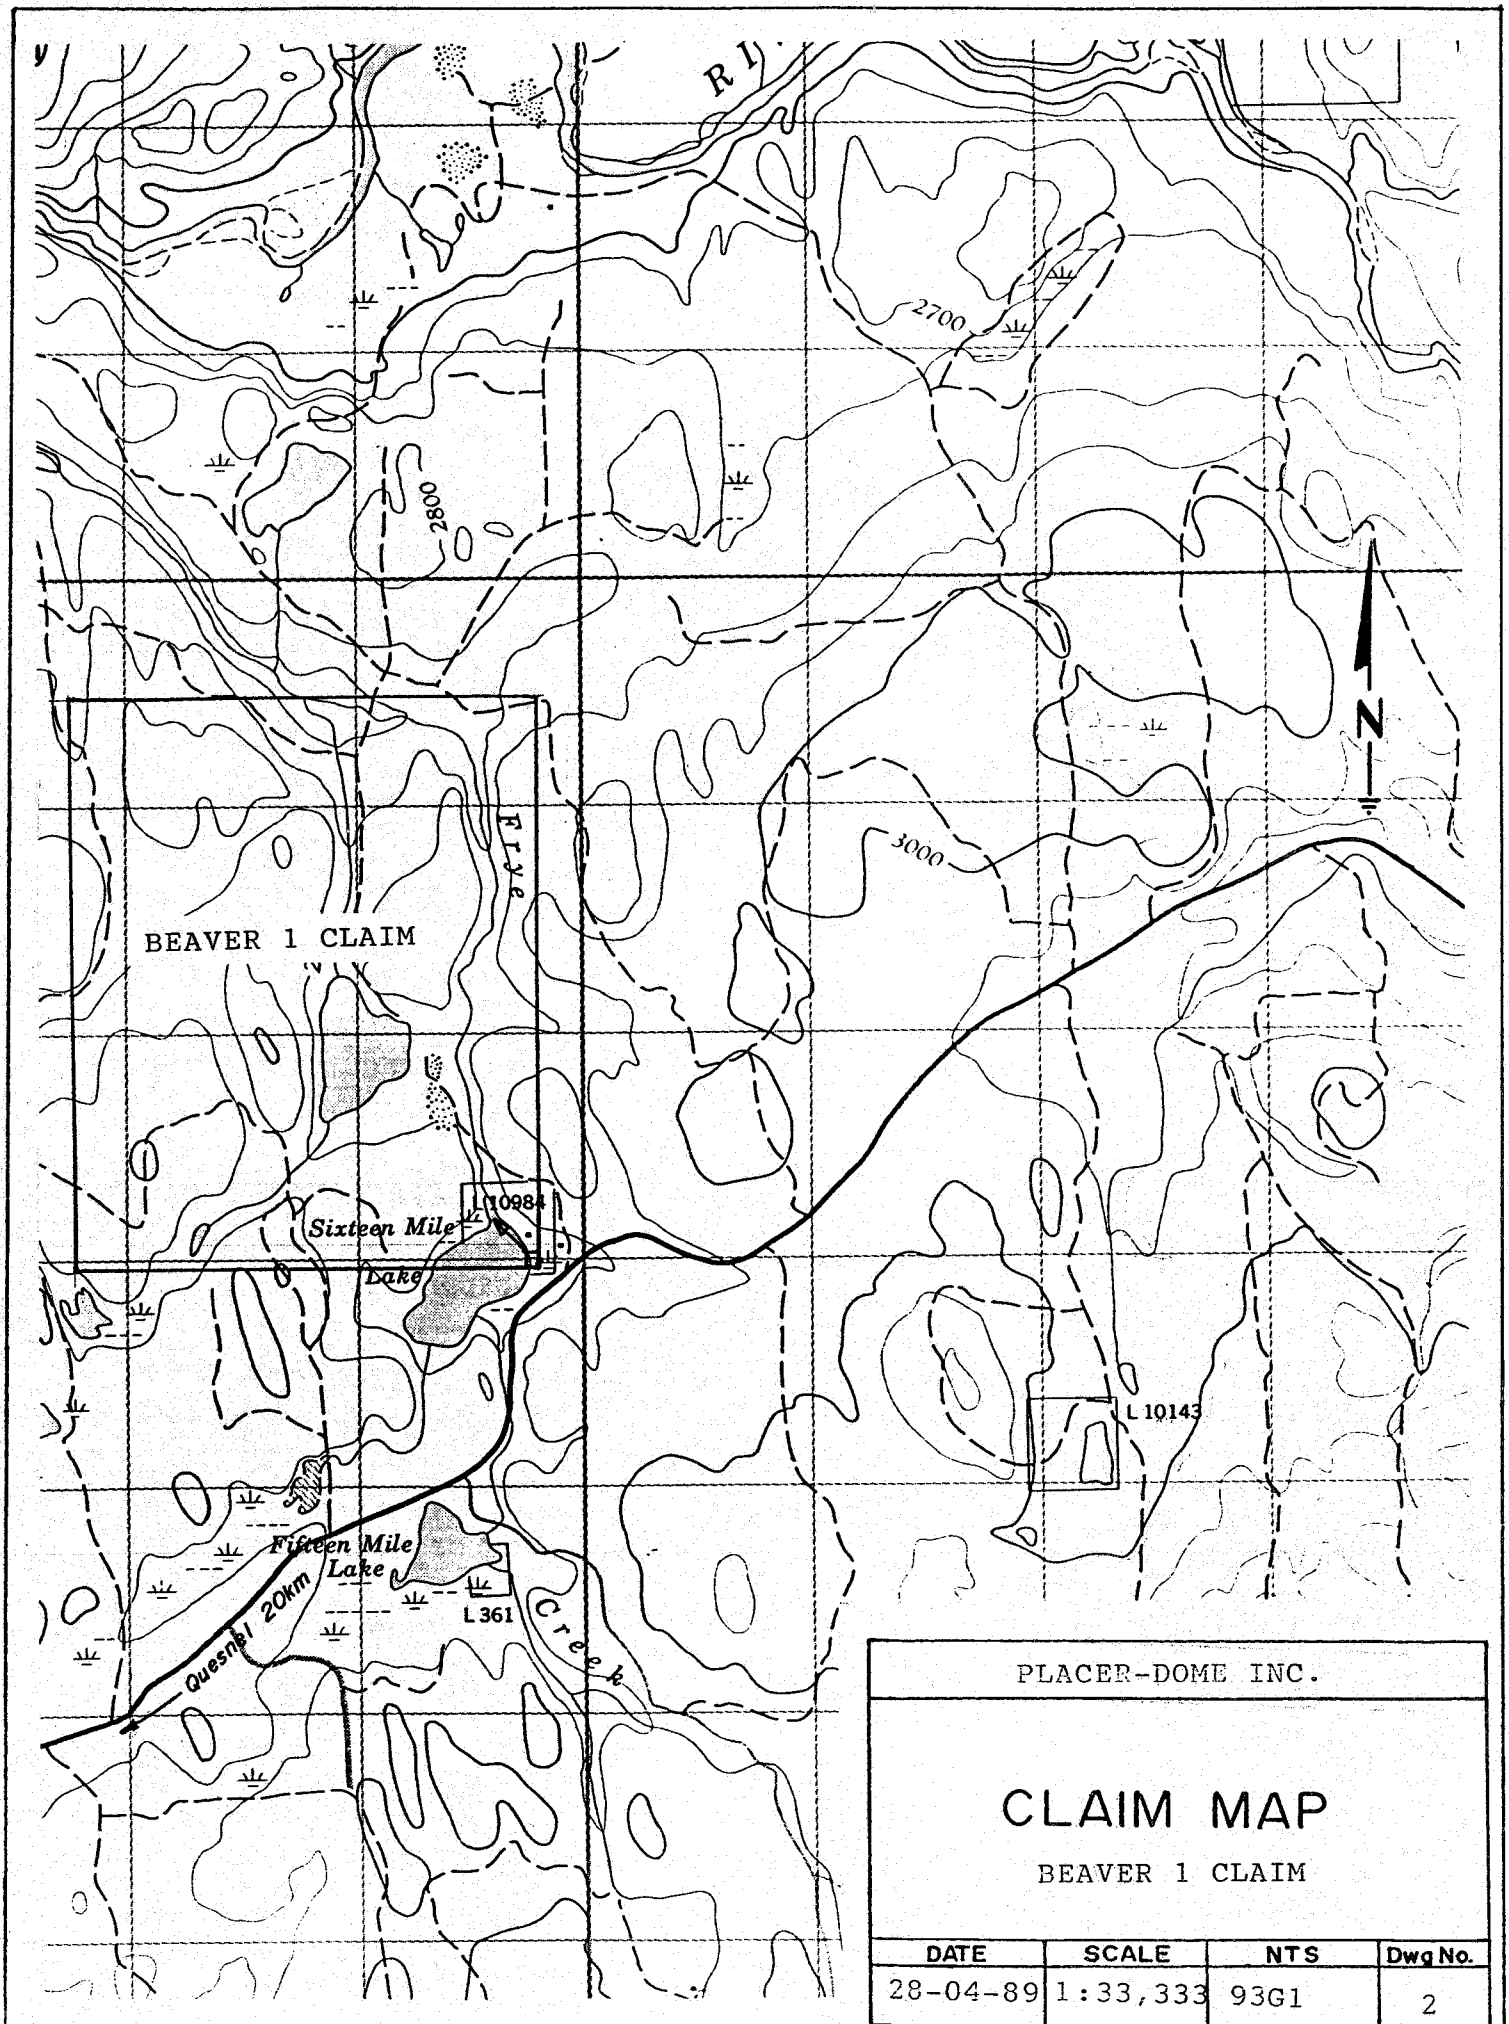 RI
2700
2800
N
Frye
3000
BEAVER 1 CLAIM
L 10984
Sixteen Mile
Lake
L 10143
Fifteen Mile
Lake
Quesnel 20km
L 361
Creek
PLACER-DOME INC.
CLAIM MAP
BEAVER 1 CLAIM
DATE SCALE NTS Dwg No.
28-04-89 1:33,333 93G1 2